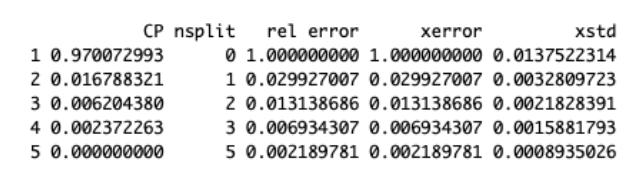 CP nsplit rel error xerror xstd
1 0.970072993 0 1.000000000 1.000000000 0.0137522314
2 0.016788321 1 0.029927007 0.029927007 0.0032809723
3 0.006204380 2 0.013138686 0.013138686 0.0021828391
4 0.002372263 3 0.006934307 0.006934307 0.0015881793
5 0.000000000 5 0.002189781 0.002189781 0.0008935026